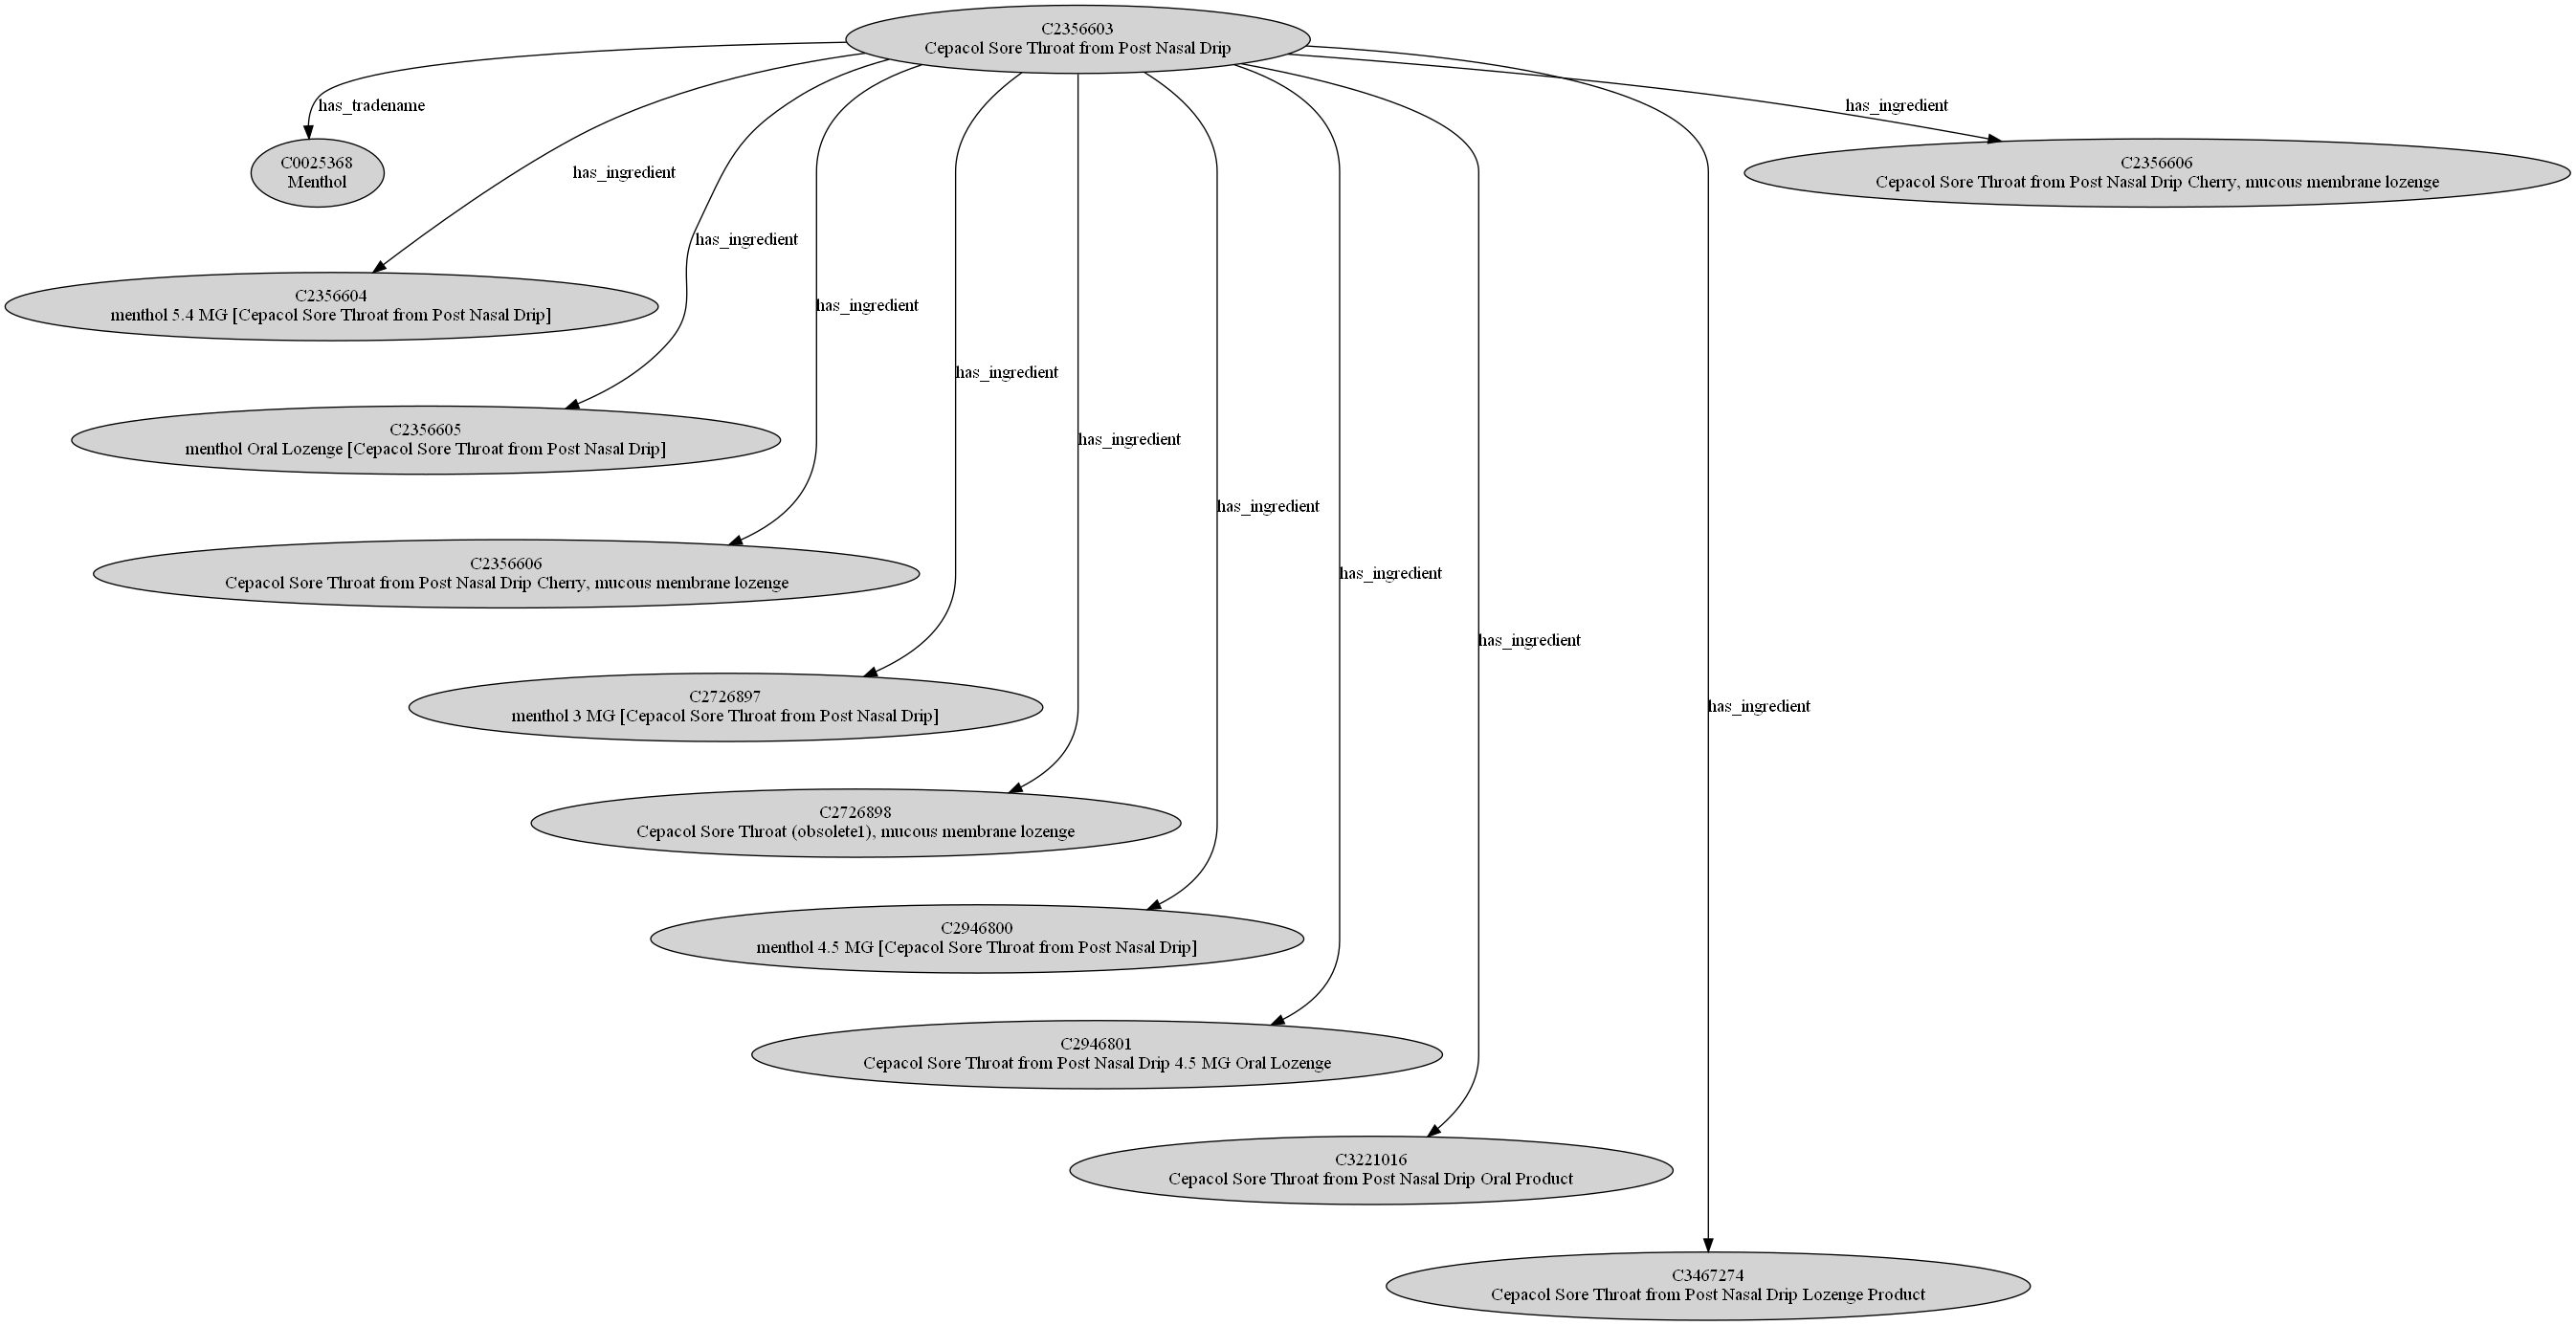 C2356603
Cepacol Sore Throat from Post Nasal Drip
has_tradename
has_ingredient
C0025368
Menthol
has_ingredient
C2356606
Cepacol Sore Throat from Post Nasal Drip Cherry, mucous membrane lozenge
has_ingredient
C2356604
menthol 5.4 MG [Cepacol Sore Throat from Post Nasal Drip]
has_ingredient
has_ingredient
C2356605
menthol Oral Lozenge [Cepacol Sore Throat from Post Nasal Drip]
has_ingredient
has_ingredient
C2356606
Cepacol Sore Throat from Post Nasal Drip Cherry, mucous membrane lozenge
has_ingredient
has_ingredient
C2726897
menthol 3 MG [Cepacol Sore Throat from Post Nasal Drip]
has_ingredient
C2726898
Cepacol Sore Throat (obsolete1), mucous membrane lozenge
C2946800
menthol 4.5 MG [Cepacol Sore Throat from Post Nasal Drip]
C2946801
Cepacol Sore Throat from Post Nasal Drip 4.5 MG Oral Lozenge
C3221016
Cepacol Sore Throat from Post Nasal Drip Oral Product
C3467274
Cepacol Sore Throat from Post Nasal Drip Lozenge Product